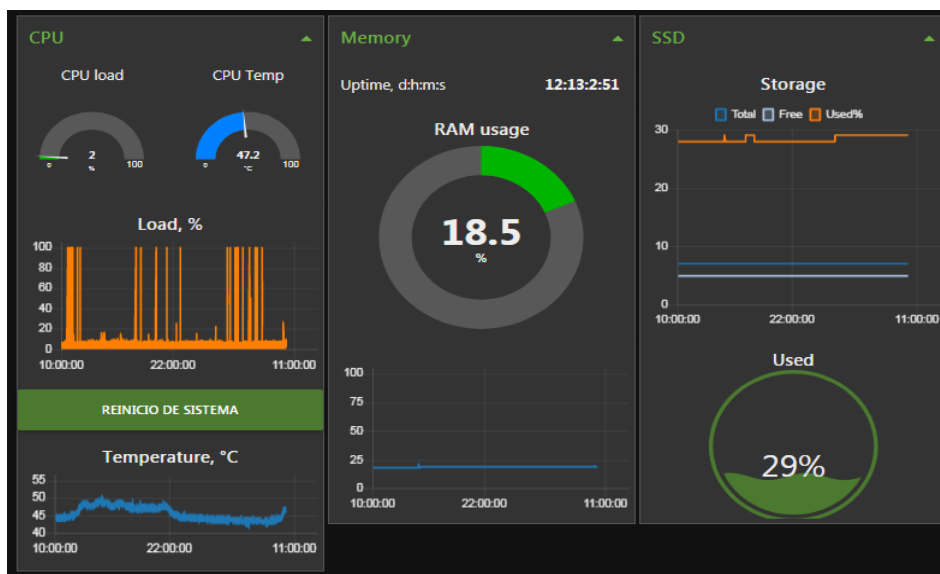 CPU
CPU load
CPU Temp
2
%
0
100
47.2
°C
0
100
Load, %
100
80
60
40
20
0
10:00:00
22:00:00
11:00:00
REINICIO DE SISTEMA
Temperature, °C
55
50
45
40
10:00:00
22:00:00
11:00:00
Memory
Uptime, d:h:m:s 12:13:2:51
RAM usage
18.5
%
100
75
50
25
0
10:00:00
22:00:00
11:00:00
SSD
Storage
Total Free Used%
30
20
10
0
10:00:00
22:00:00
11:00:00
Used
29%